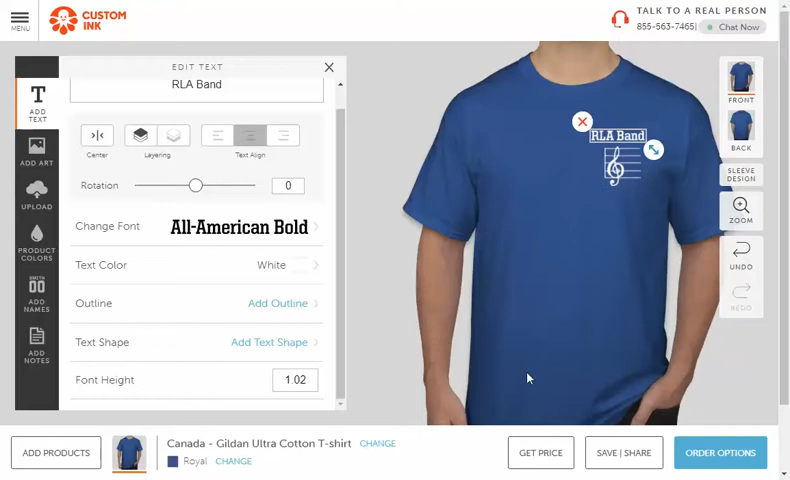 MENU
CUSTOM
INK
TALK TO A REAL PERSON
855-563-7465|
Chat Now
EDIT TEXT
RLA Band
T
ADD
TEXT
ADD ART
UPLOAD
PRODUCT
COLORS
SMITH
00
ADD
NAMES
ADD
NOTES
Center
Layering
Text Align
Rotation
0
Change Font
All-American Bold
Text Color
White
Outline
Add Outline
Text Shape
Add Text Shape
Font Height
1.02
RLA Band
FRONT
BACK
SLEEVE
DESIGN
ZOOM
UNDO
REDO
ADD PRODUCTS
Canada - Gildan Ultra Cotton T-shirt
CHANGE
Royal
CHANGE
GET PRICE
SAVE | SHARE
ORDER OPTIONS